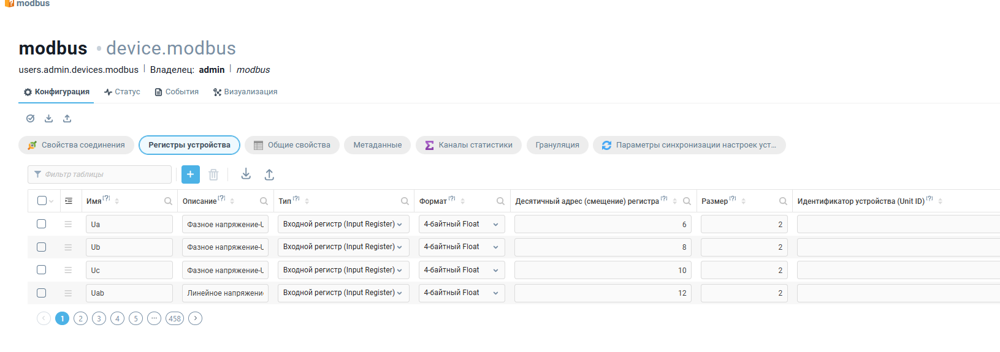 modbus
modbus • device.modbus
users.admin.devices.modbus | Владелец: admin | modbus
Конфигурация Статус События Визуализация
Свойства соединения Регистры устройства Общие свойства Метаданные Каналы статистики Грануляция Параметры синхронизации настроек уст...
Фильтр таблицы
Имя [?] Описание [?] Тип [?] Формат [?] Десятичный адрес (смещение) регистра [?] Размер [?] Идентификатор устройства (Unit ID) [?]
Ua Фазное напряжение-U Входной регистр (Input Register) 4-байтный Float 6 2
Ub Фазное напряжение-U Входной регистр (Input Register) 4-байтный Float 8 2
Uc Фазное напряжение-U Входной регистр (Input Register) 4-байтный Float 10 2
Uab Линейное напряжени Входной регистр (Input Register) 4-байтный Float 12 2
1 2 3 4 5 ... 458